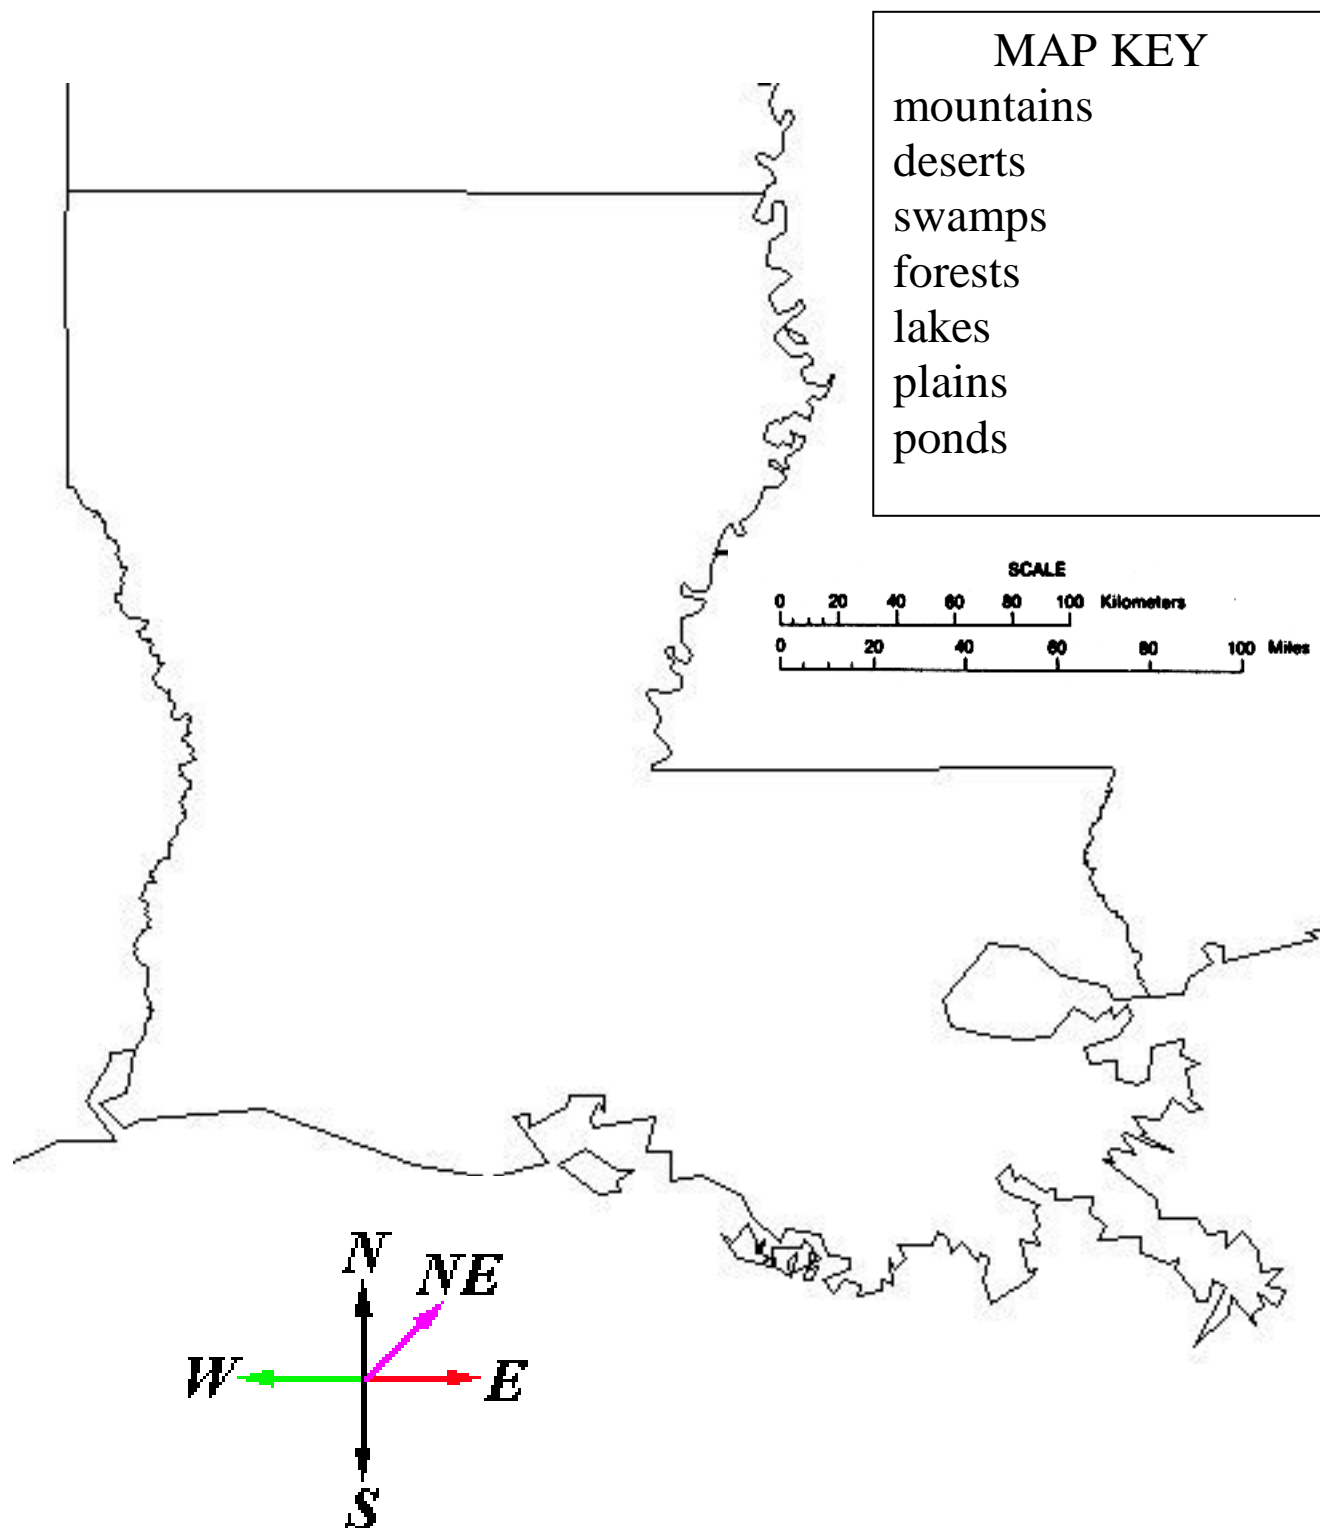 MAP KEY
mountains
deserts
swamps
forests
lakes
plains
ponds
SCALE
0 20 40 60 80 100 Kilometers
0 20 40 60 80 100 Miles
N
NE
W
E
S